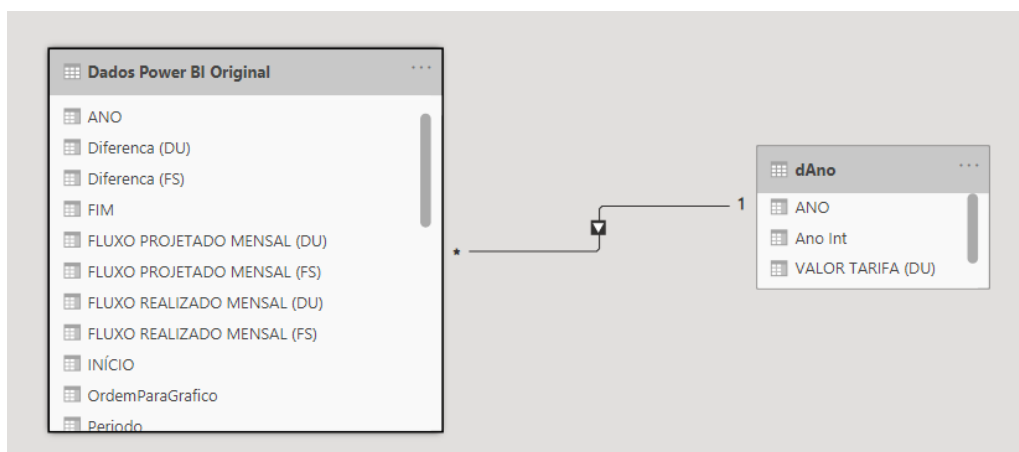 Dados Power BI Original
ANO
Diferenca (DU)
Diferenca (FS)
FIM
FLUXO PROJETADO MENSAL (DU)
FLUXO PROJETADO MENSAL (FS)
FLUXO REALIZADO MENSAL (DU)
FLUXO REALIZADO MENSAL (FS)
INÍCIO
OrdemParaGrafico
Periodo
*
1
dAno
ANO
Ano Int
VALOR TARIFA (DU)